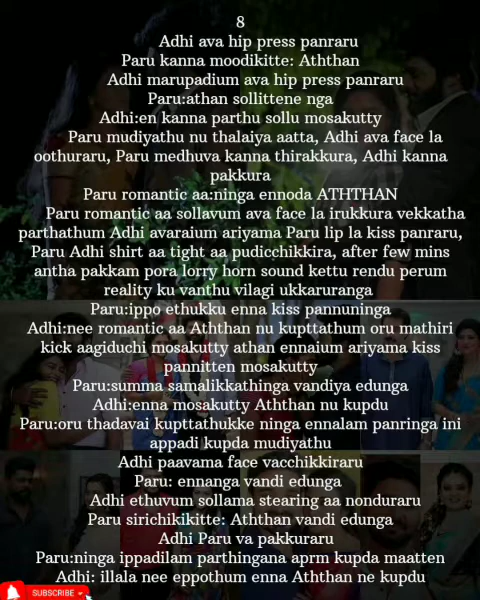 8
Adhi ava hip press panraru
Paru kanna moodikitte: Aththan
Adhi marupadium ava hip press panraru
Paru:athan sollittene nga
Adhi:en kanna parthu sollu mosakutty
Paru mudiyathu nu thalaiya aatta, Adhi ava face la
oothuraru, Paru medhuva kanna thirakkura, Adhi kanna
pakkura
Paru romantic aa:ninga ennoda ATHTHAN
Paru romantic aa sollavum ava face la irukkura vekkatha
parthathum Adhi avaraium ariyama Paru lip la kiss panraru,
Paru Adhi shirt aa tight aa pudicchikkira, after few mins
antha pakkam pora lorry horn sound kettu rendu perum
reality ku vanthu vilagi ukkaruranga
Paru:ippo ethukku enna kiss pannuninga
Adhi:nee romantic aa Aththan nu kupttathum oru mathiri
kick aagiduchi mosakutty athan ennaium ariyama kiss
pannitten mosakutty
Paru:summa samalikkathinga vandiya edunga
Adhi:enna mosakutty Aththan nu kupdu
Paru:oru thadavai kupttathukke ninga ennalam panringa ini
appadi kupda mudiyathu
Adhi paavama face vacchikkiraru
Paru: ennanga vandi edunga
Adhi ethuvum sollama stearing aa nonduraru
Paru sirichikikitte: Aththan vandi edunga
Adhi Paru va pakkuraru
Paru:ninga ippadilam parthingana aprm kupda maatten
Adhi: illala nee eppothum enna Aththan ne kupdu
SUBSCRIBE